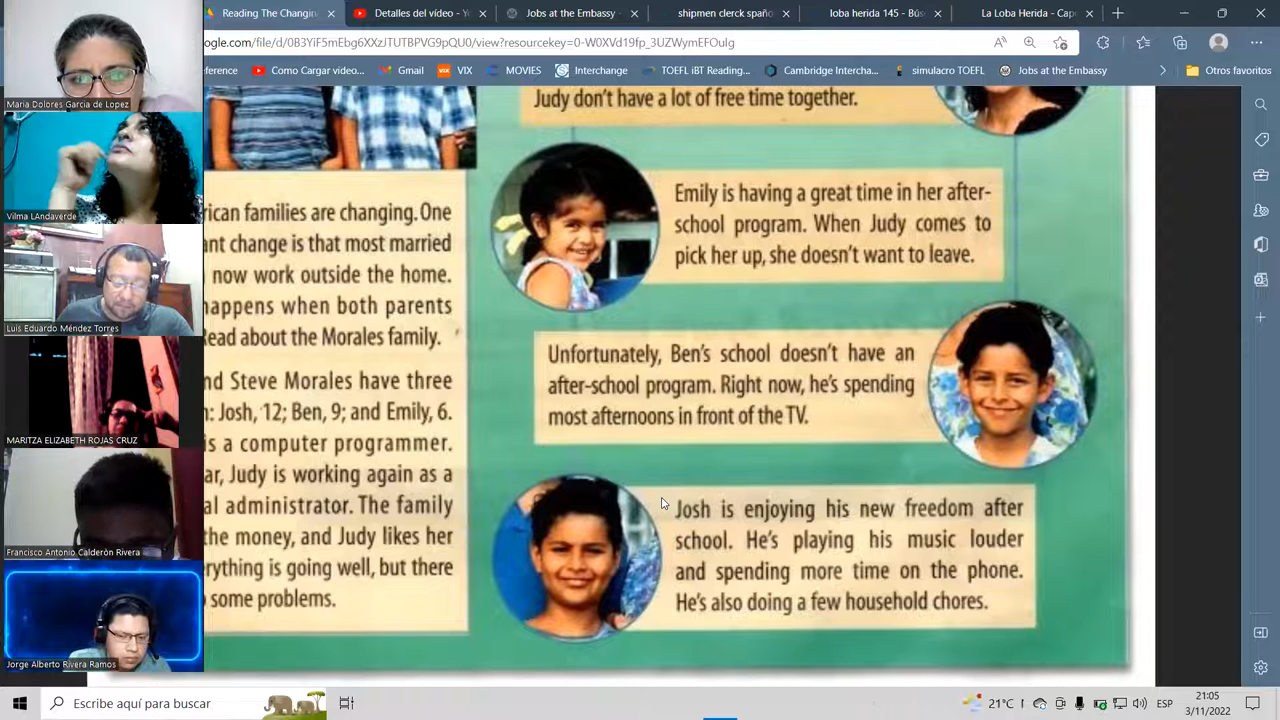 Reading The Changin
Detalles del vídeo - Y
Jobs at the Embassy -
shipmen clerck españo
loba herida 145 - Bús
La Loba Herida - Cap
ogle.com/file/d/0B3YiF5mEbg6XXzJTUTBPVG9pQU0/view?resourcekey=0-W0XVd19fp_3UZWymEFOulg
ference
Como Cargar video...
Gmail
VIX
MOVIES
Interchange
TOEFL iBT Reading...
Cambridge Intercha...
simulacro TOEFL
Jobs at the Embassy
Otros favoritos
Maria Dolores Garcia de Lopez
Vilma LAndaverde
Luis Eduardo Méndez Torres
MARITZA ELIZABETH ROJAS CRUZ
Francisco Antonio Calderòn Rivera
Jorge Alberto Rivera Ramos
rican families are changing. One
ant change is that most married
now work outside the home.
happens when both parents
Read about the Morales family.
nd Steve Morales have three
n: Josh, 12; Ben, 9; and Emily, 6.
is a computer programmer.
ar, Judy is working again as a
al administrator. The family
the money, and Judy likes her
erything is going well, but there
some problems.
Judy don't have a lot of free time together.
Emily is having a great time in her after-
school program. When Judy comes to
pick her up, she doesn't want to leave.
Unfortunately, Ben's school doesn't have an
after-school program. Right now, he's spending
most afternoons in front of the TV.
Josh is enjoying his new freedom after
school. He's playing his music louder
and spending more time on the phone.
He's also doing a few household chores.
Escribe aquí para buscar
21°C
ESP
21:05
3/11/2022